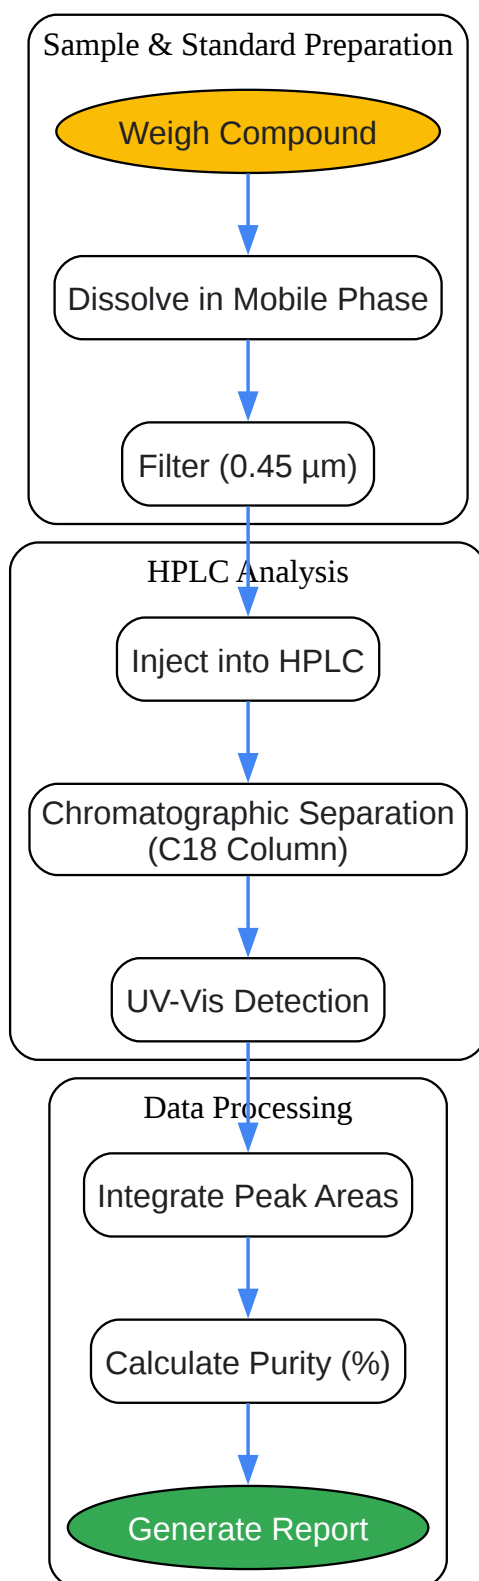 Sample & Standard Preparation
Weigh Compound
Dissolve in Mobile Phase
Filter (0.45 µm)
HPLC Analysis
Inject into HPLC
Chromatographic Separation
(C18 Column)
UV-Vis Detection
Data Processing
Integrate Peak Areas
Calculate Purity (%)
Generate Report